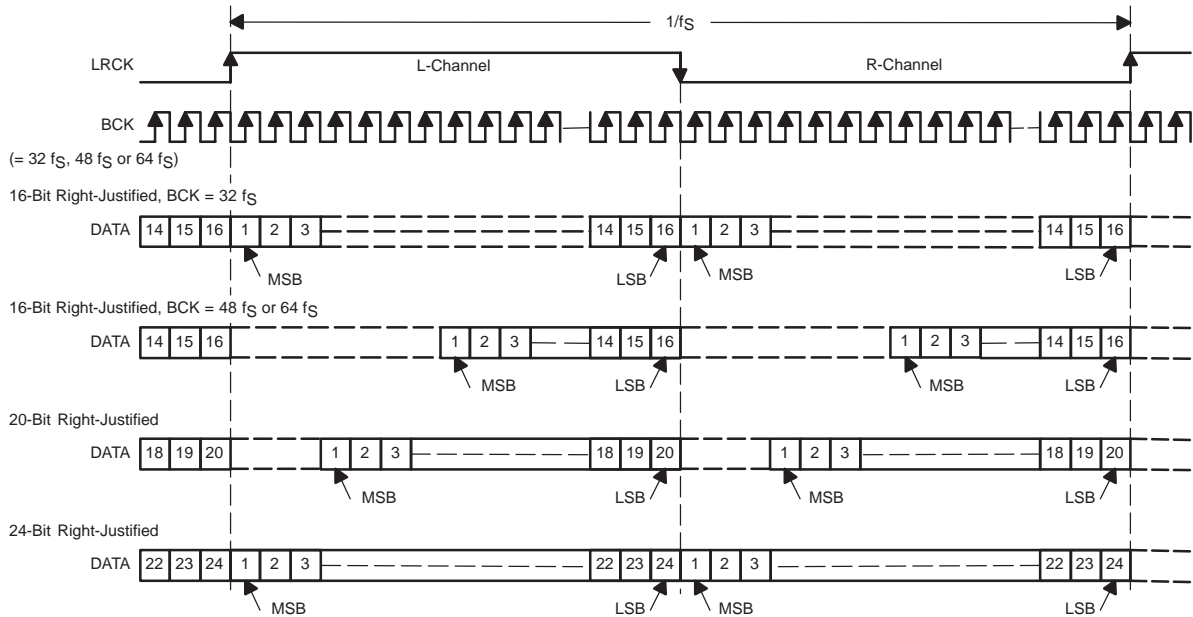 1/fS
LRCK L-Channel R-Channel
BCK
(= 32 fS, 48 fS or 64 fS)
16-Bit Right-Justified, BCK = 32 fS
DATA 14 15 16 1 2 3 14 15 16 1 2 3 14 15 16
MSB LSB MSB LSB
16-Bit Right-Justified, BCK = 48 fS or 64 fS
DATA 14 15 16 1 2 3 14 15 16 1 2 3 14 15 16
MSB LSB MSB LSB
20-Bit Right-Justified
DATA 18 19 20 1 2 3 18 19 20 1 2 3 18 19 20
MSB LSB MSB LSB
24-Bit Right-Justified
DATA 22 23 24 1 2 3 22 23 24 1 2 3 22 23 24
MSB LSB MSB LSB